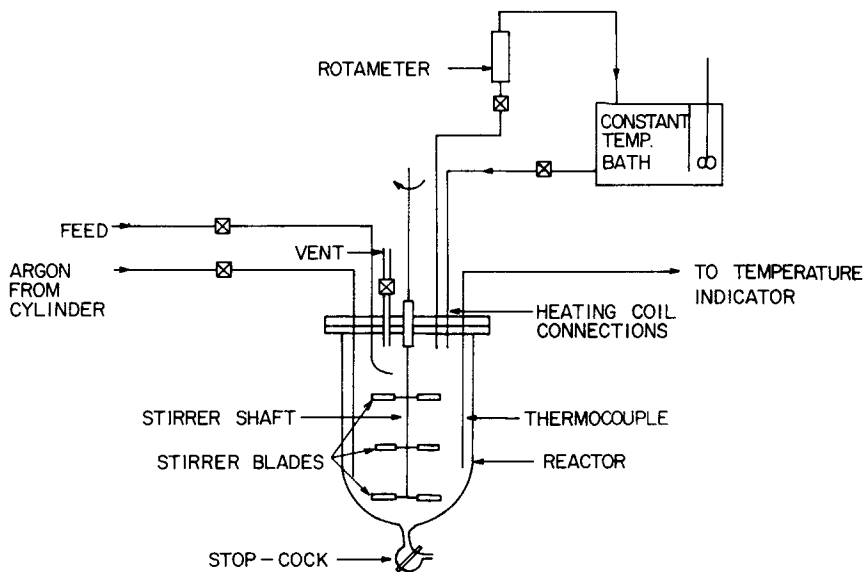 ROTAMETER
CONSTANT
TEMP.
BATH
FEED
VENT
ARGON
FROM
CYLINDER
TO TEMPERATURE
INDICATOR
HEATING COIL
CONNECTIONS
STIRRER SHAFT
THERMOCOUPLE
STIRRER BLADES
REACTOR
STOP-COCK